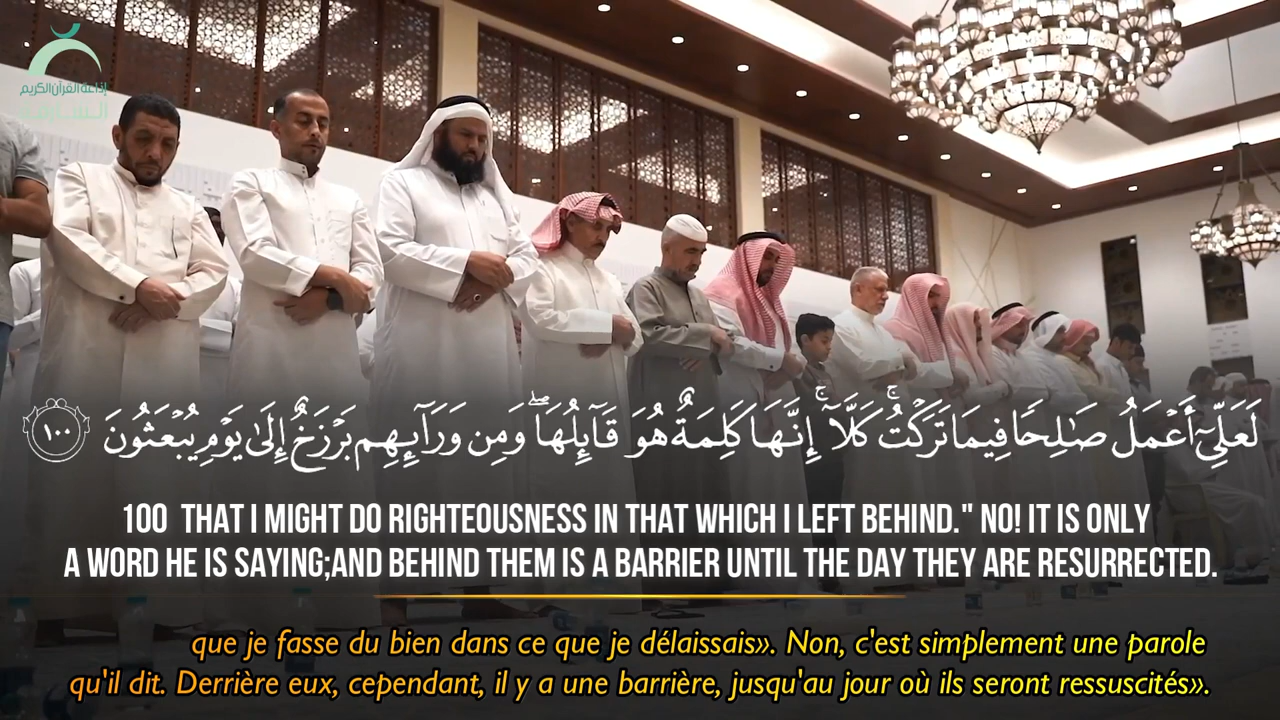 إذاعة القرآن الكريم
الشارقة
لَعَلِّىٓ أَعْمَلُ صَٰلِحًا فِيمَا تَرَكْتُ ۚ كَلَّآ ۚ إِنَّهَا كَلِمَةٌ هُوَ قَآئِلُهَا ۖ وَمِن وَرَآئِهِم بَرْزَخٌ إِلَىٰ يَوْمِ يُبْعَثُونَ ١٠٠
100 THAT I MIGHT DO RIGHTEOUSNESS IN THAT WHICH I LEFT BEHIND." NO! IT IS ONLY
A WORD HE IS SAYING;AND BEHIND THEM IS A BARRIER UNTIL THE DAY THEY ARE RESURRECTED.
que je fasse du bien dans ce que je délaissais». Non, c'est simplement une parole
qu'il dit. Derrière eux, cependant, il y a une barrière, jusqu'au jour où ils seront ressuscités».